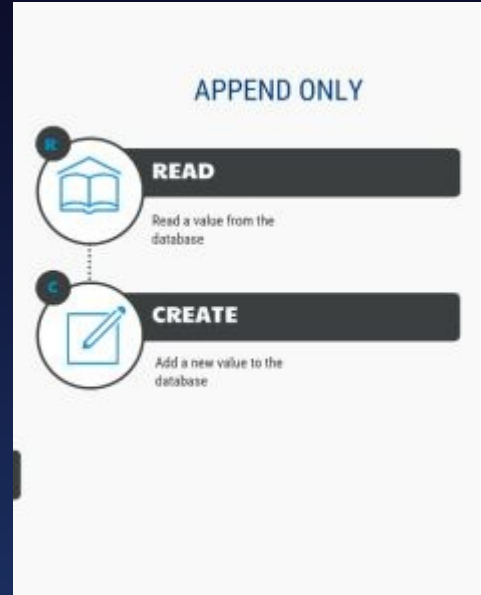 APPEND ONLY
R
READ
Read a value from the
database
C
CREATE
Add a new value to the
database